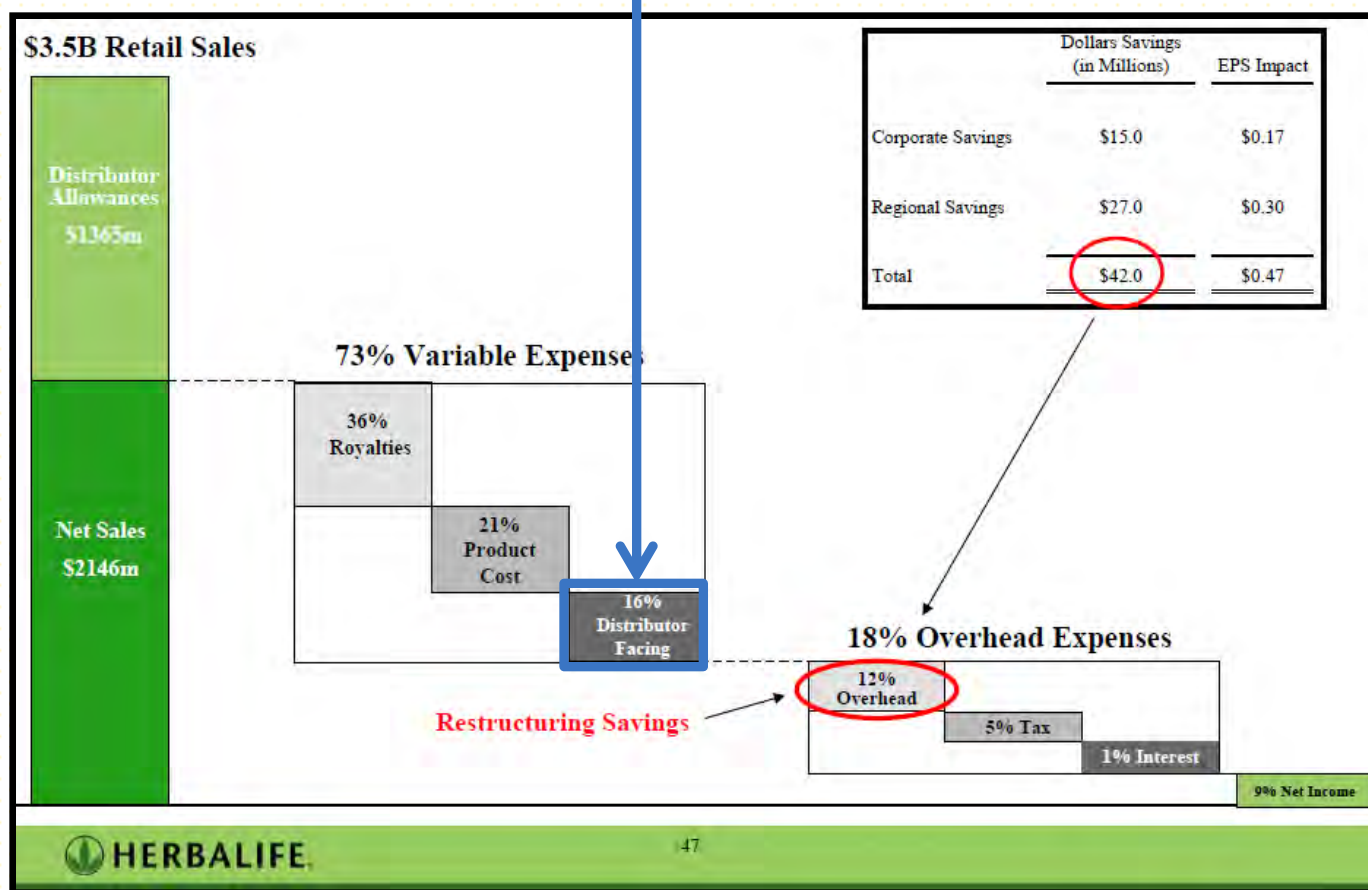 $3.5B Retail Sales
Distributor
Allowances
$1365m
Net Sales
$2146m
Dollars Savings
(in Millions) EPS Impact
Corporate Savings $15.0 $0.17
Regional Savings $27.0 $0.30
Total $42.0 $0.47
73% Variable Expenses
36%
Royalties
21%
Product
Cost
16%
Distributor
Facing
18% Overhead Expenses
12%
Overhead
Restructuring Savings
5% Tax
1% Interest
9% Net Income
HERBALIFE.
47